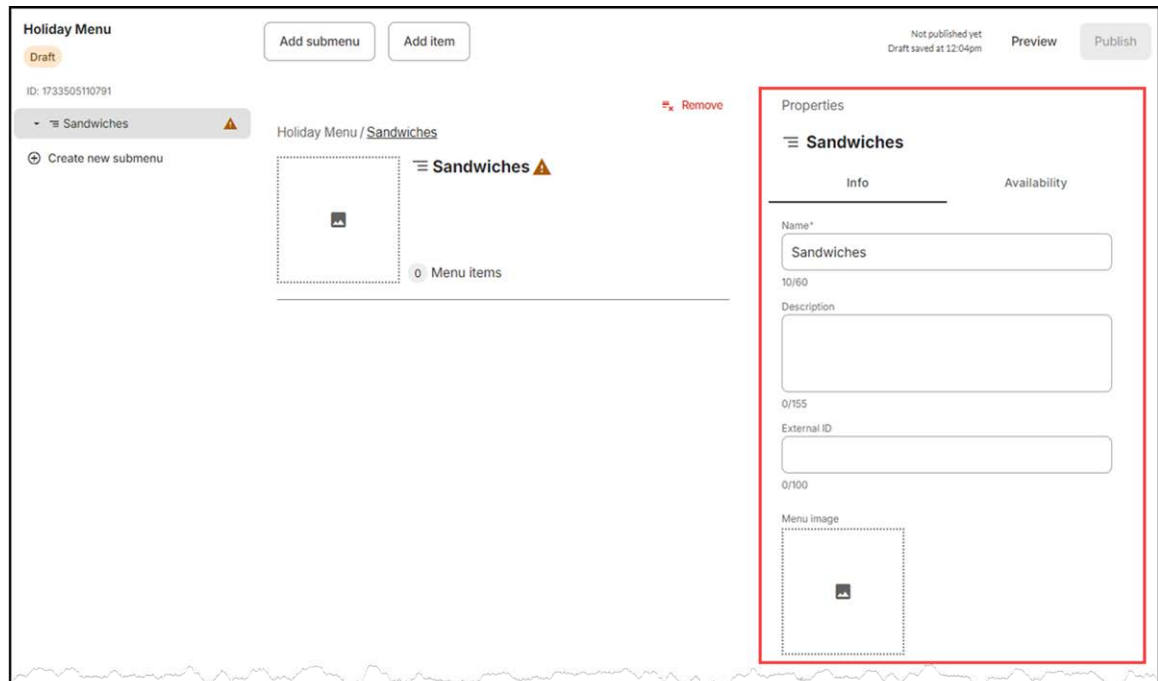 Holiday Menu
Draft
ID: 1733505110791
Sandwiches
Create new submenu
Add submenu
Add item
Not published yet
Draft saved at 12:04pm
Preview
Publish
Remove
Holiday Menu / Sandwiches
Sandwiches
0 Menu items
Properties
Sandwiches
Info
Availability
Name*
Sandwiches
10/60
Description
0/155
External ID
0/100
Menu image